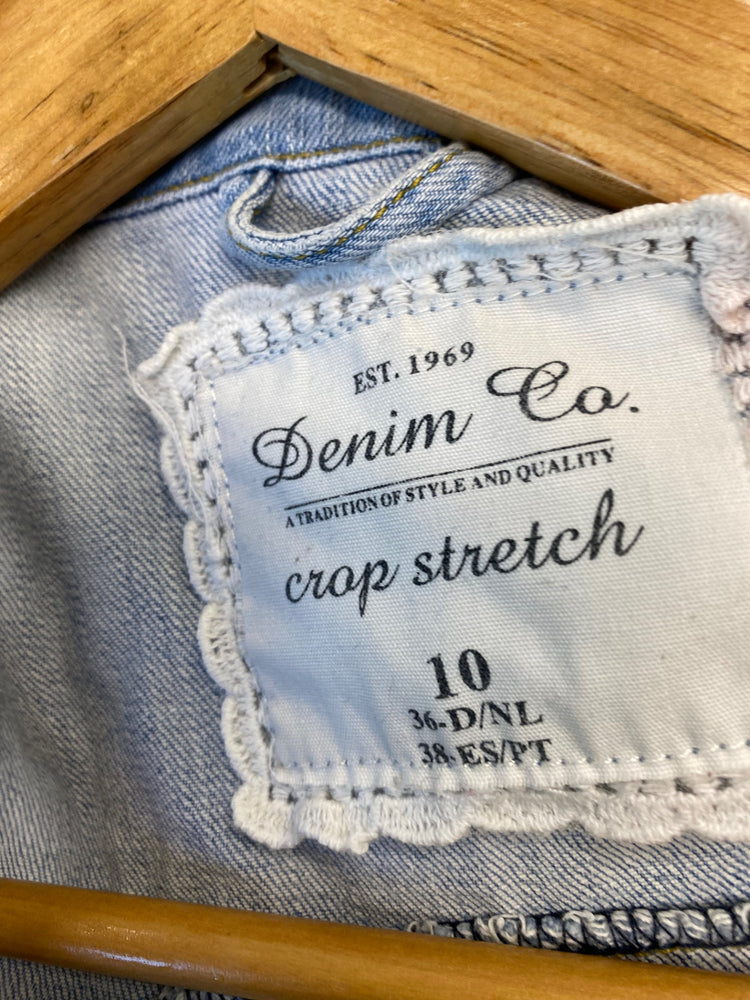 EST. 1969
Denim Co.
A TRADITION OF STYLE AND QUALITY
crop stretch
10
36-D/NL
38-ES/PT